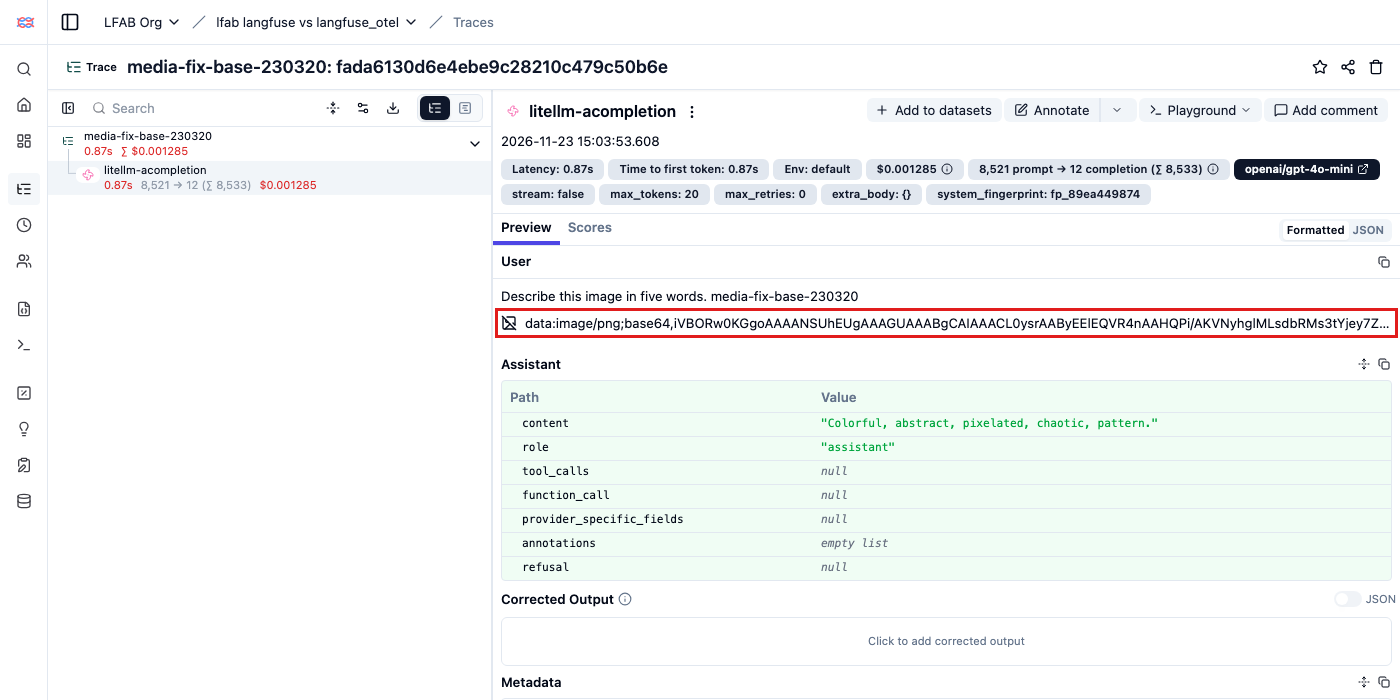 LFAB Org
lfab langfuse vs langfuse_otel
Traces
Trace
media-fix-base-230320: fada6130d6e4ebe9c28210c479c50b6e
Search
media-fix-base-230320
0.87s ∑ $0.001285
litellm-acompletion
0.87s 8,521 → 12 (∑ 8,533) $0.001285
litellm-acompletion
Add to datasets
Annotate
Playground
Add comment
2026-11-23 15:03:53.608
Latency: 0.87s
Time to first token: 0.87s
Env: default
$0.001285
8,521 prompt → 12 completion (∑ 8,533)
openai/gpt-4o-mini
stream: false
max_tokens: 20
max_retries: 0
extra_body: {}
system_fingerprint: fp_89ea449874
Preview
Scores
Formatted
JSON
User
Describe this image in five words. media-fix-base-230320
data:image/png;base64,iVBORw0KGgoAAAANSUhEUgAAAGUAAABgCAIAAACL0ysrAAByEElEQVR4nAAHQPi/AKVNyhglMLsdbRMs3tYjey7Z...
Assistant
Path Value
content "Colorful, abstract, pixelated, chaotic, pattern."
role "assistant"
tool_calls null
function_call null
provider_specific_fields null
annotations empty list
refusal null
Corrected Output
JSON
Click to add corrected output
Metadata